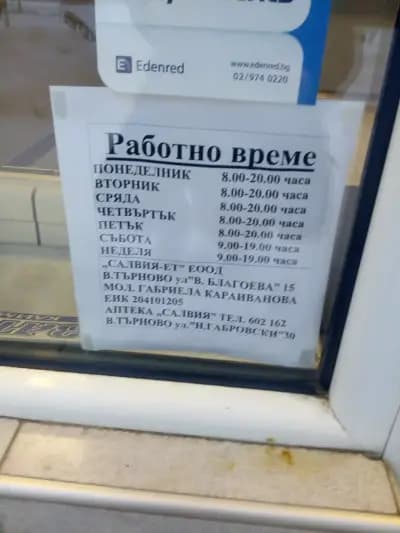 Edenred
www.edenred.bg
02/974 0220
Работно време
ПОНЕДЕЛНИК 8.00-20.00 часа
ВТОРНИК 8.00-20.00 часа
СРЯДА 8.00-20.00 часа
ЧЕТВЪРТЪК 8.00-20.00 часа
ПЕТЪК 8.00-20.00 часа
СЪБОТА 9.00-19.00 часа
НЕДЕЛЯ 9.00-19.00 часа
„САЛВИЯ-ЕТ" ЕООД
В.ТЪРНОВО ул"В. БЛАГОЕВА" 15
МОЛ. ГАБРИЕЛА КАРАИВАНОВА
ЕИК 204101205
АПТЕКА „САЛВИЯ" ТЕЛ. 602 162
В.ТЪРНОВО ул."Н.ГАБРОВСКИ"30